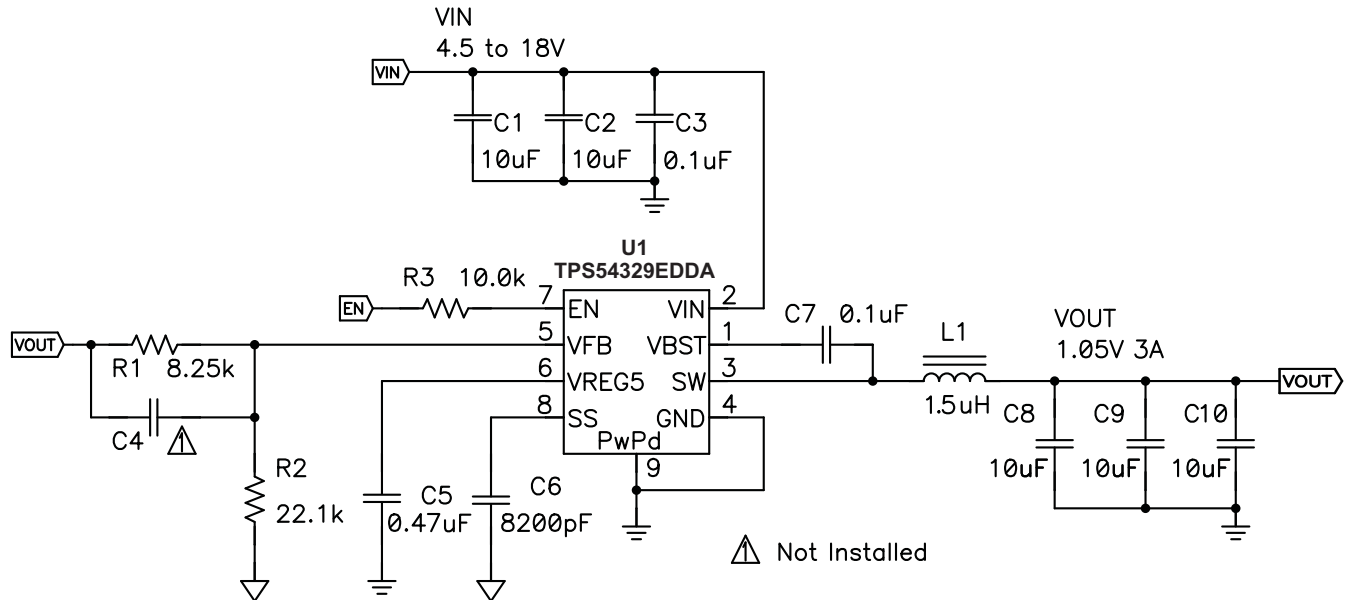 VIN
4.5 to 18V
VIN
C1
C2
C3
10uF
10uF
0.1uF
U1
TPS54329EDDA
R3 10.0k
EN
7
EN
VIN
2
C7
0.1uF
VOUT
R1
8.25k
5
VFB
VBST
1
L1
VOUT
1.05V 3A
6
VREG5
SW
3
1.5uH
VOUT
8
SS
GND
4
C4
1
PwPd
9
C8
C9
C10
10uF
10uF
10uF
R2
22.1k
C5
0.47uF
C6
8200pF
1 Not Installed